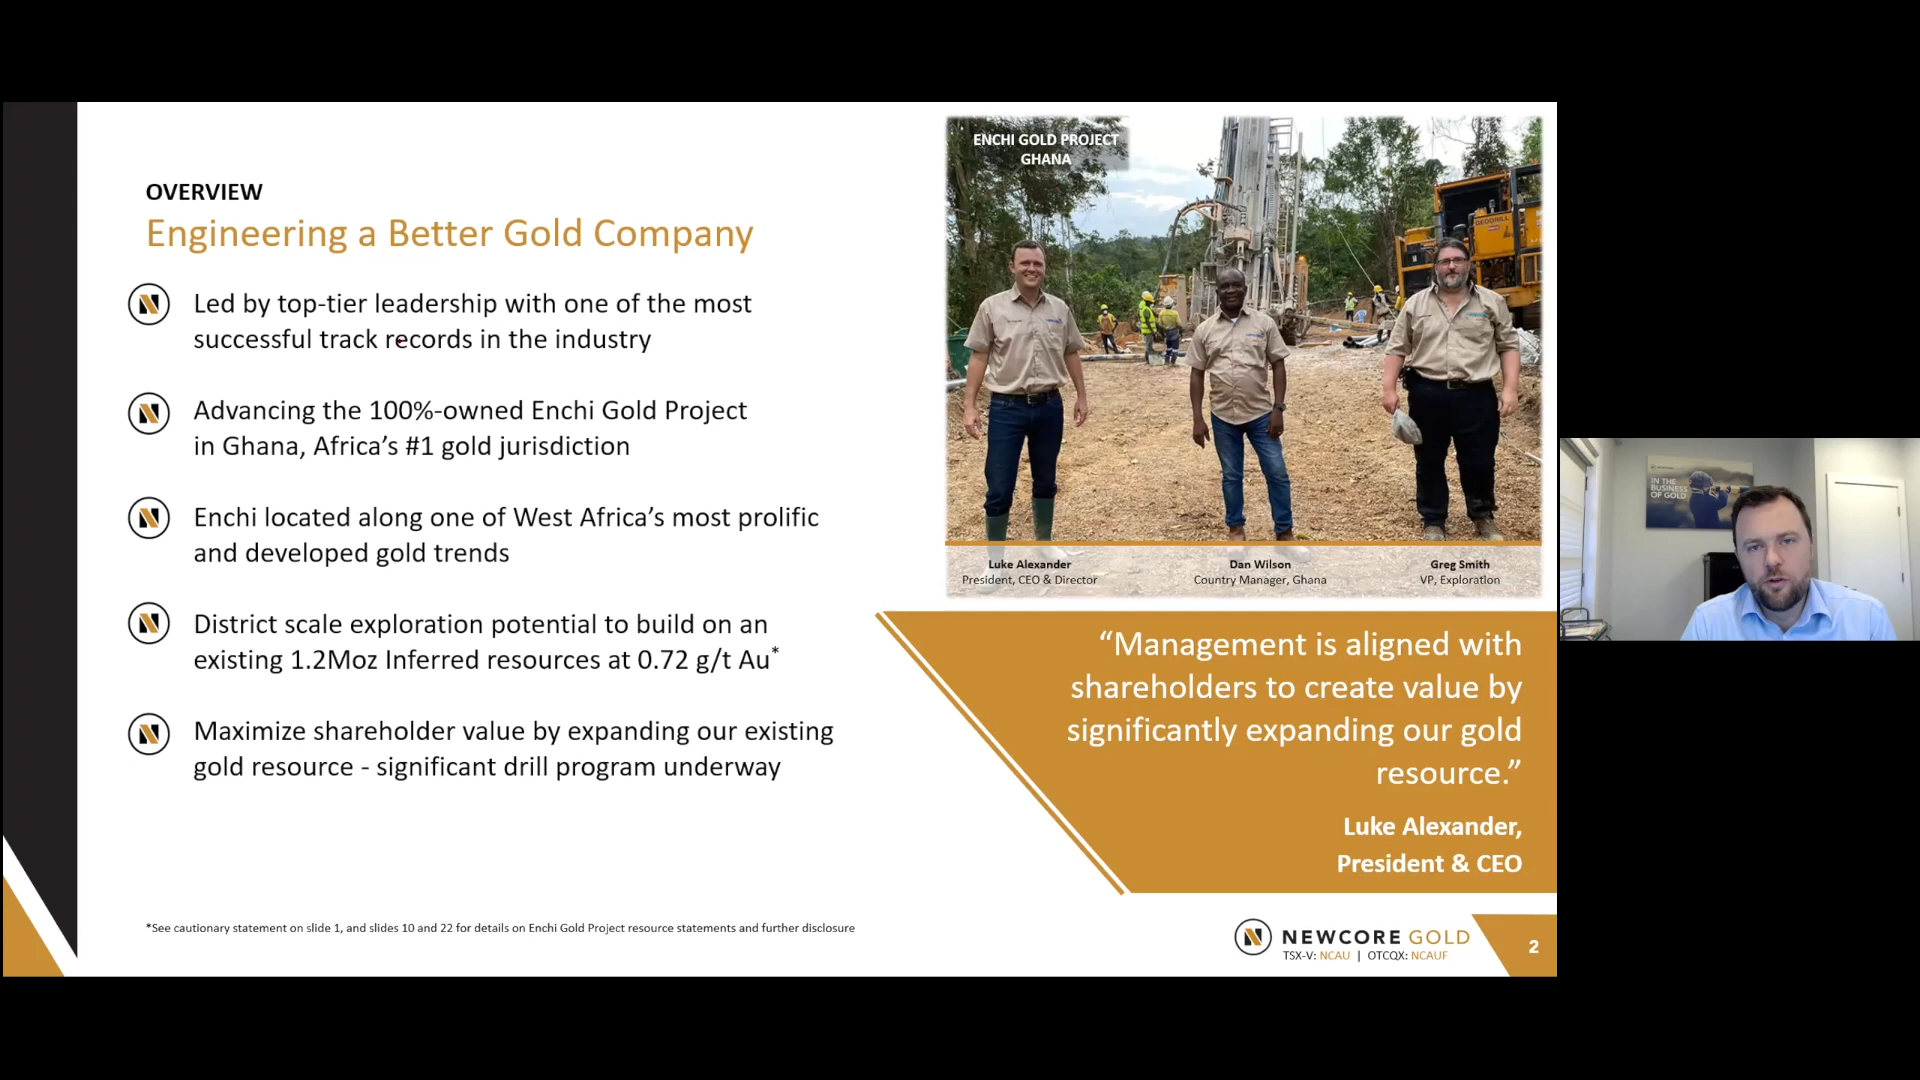 OVERVIEW
Engineering a Better Gold Company
Led by top-tier leadership with one of the most
successful track records in the industry
Advancing the 100%-owned Enchi Gold Project
in Ghana, Africa’s #1 gold jurisdiction
Enchi located along one of West Africa’s most prolific
and developed gold trends
District scale exploration potential to build on an
existing 1.2Moz Inferred resources at 0.72 g/t Au*
Maximize shareholder value by expanding our existing
gold resource - significant drill program underway
*See cautionary statement on slide 1, and slides 10 and 22 for details on Enchi Gold Project resource statements and further disclosure
ENCHI GOLD PROJECT
GHANA
GEODRILL
Luke Alexander
President, CEO & Director
Dan Wilson
Country Manager, Ghana
Greg Smith
VP, Exploration
“Management is aligned with
shareholders to create value by
significantly expanding our gold
resource.”
Luke Alexander,
President & CEO
NEWCORE GOLD
TSX-V: NCAU | OTCQX: NCAUF
2
IN THE
BUSINESS
OF GOLD